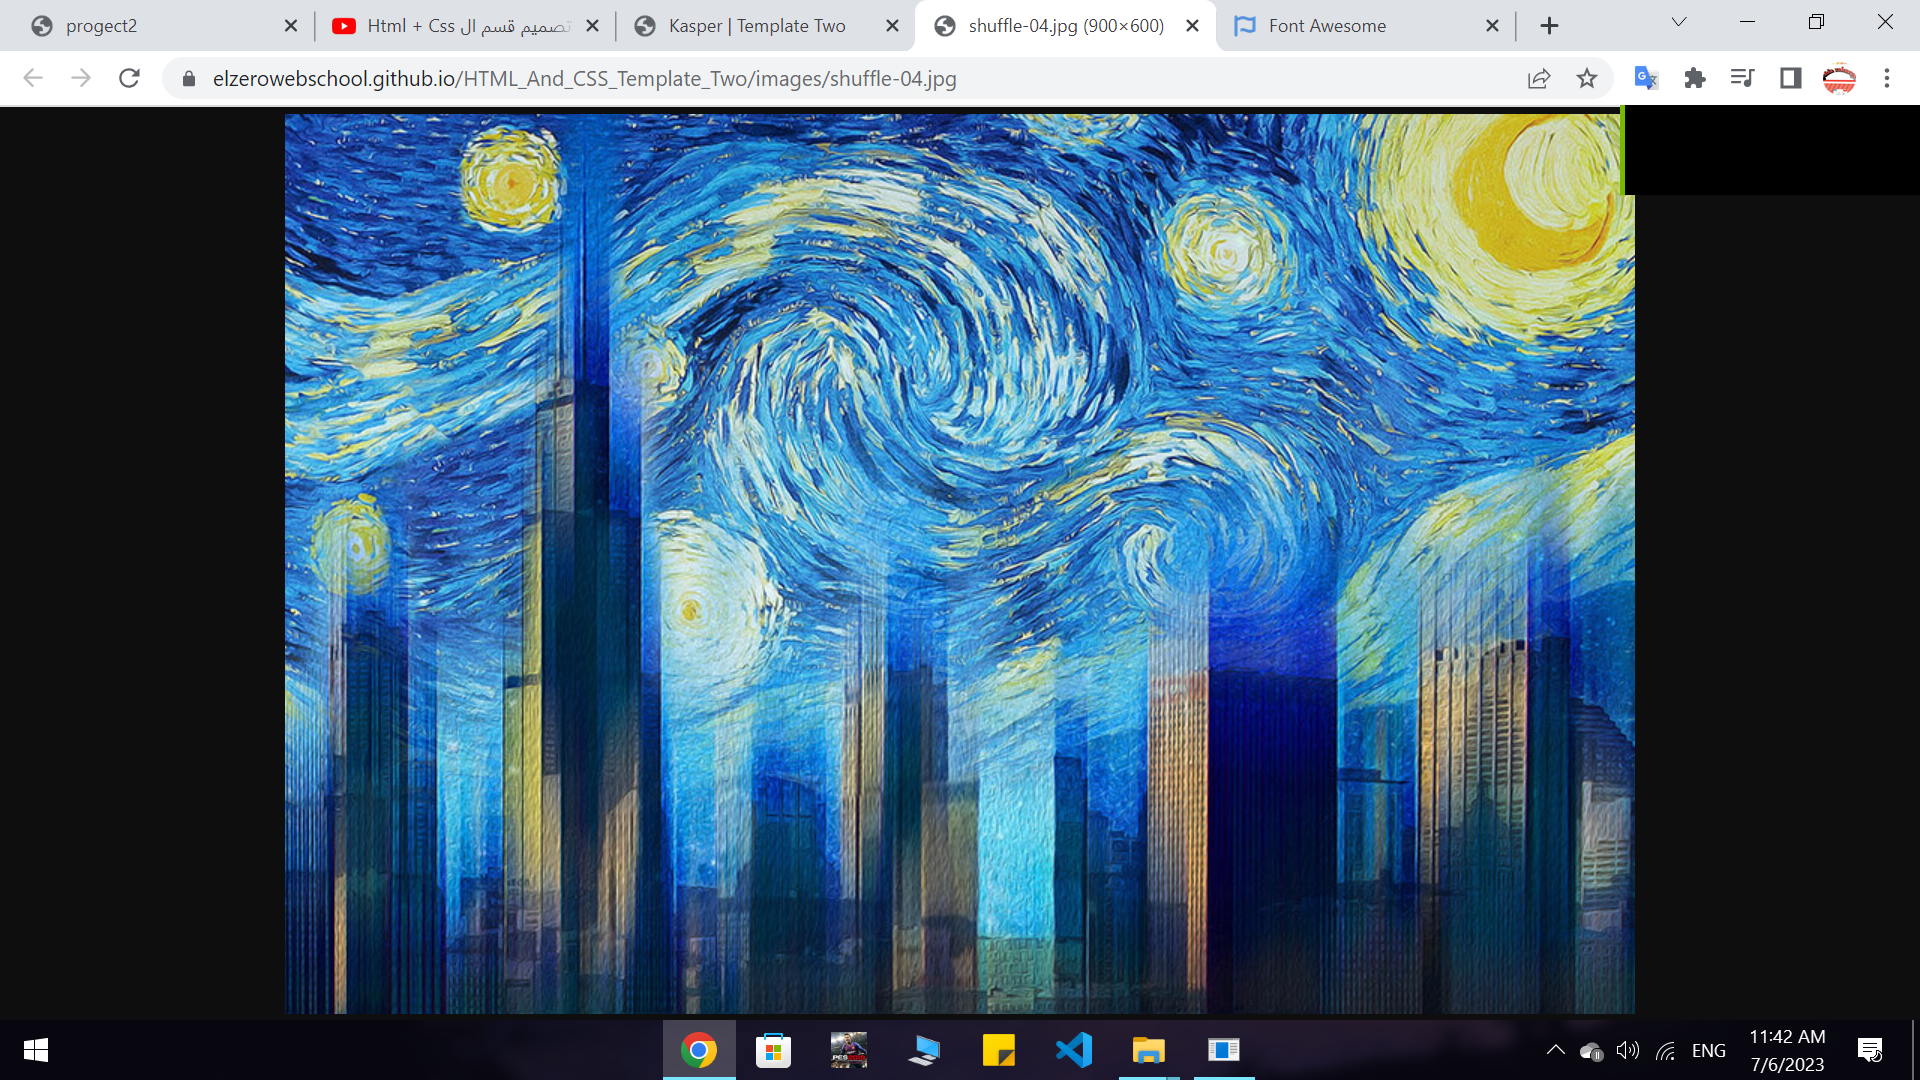 progect2
Html + Css تصميم قسم ال
Kasper | Template Two
shuffle-04.jpg (900×600)
Font Awesome
elzerowebschool.github.io/HTML_And_CSS_Template_Two/images/shuffle-04.jpg
ENG
11:42 AM
7/6/2023